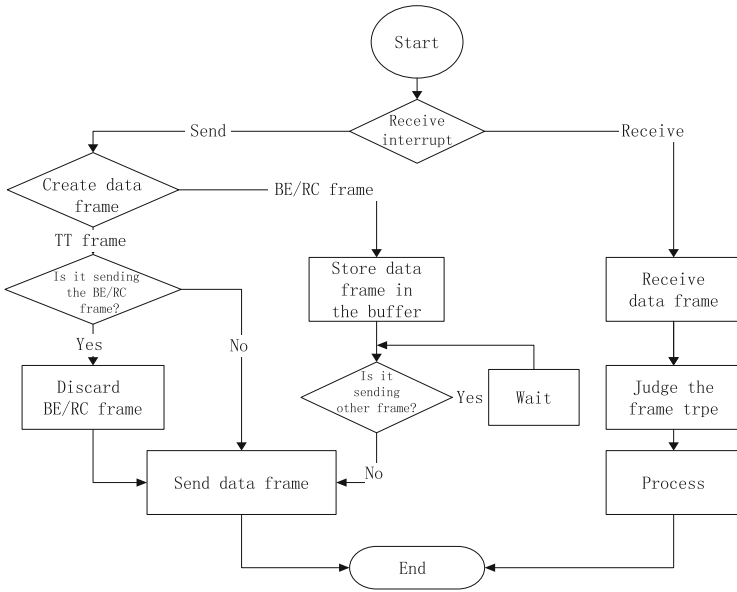 Start
Receive
interrupt
Send
Receive
Create data
frame
BE/RC frame
TT frame
Is it sending
the BE/RC
frame?
Store data
frame in
the buffer
Receive
data frame
Yes
No
Discard
BE/RC frame
Is it
sending
other frame?
Yes
Wait
Judge the
frame trpe
No
Send data frame
Process
End